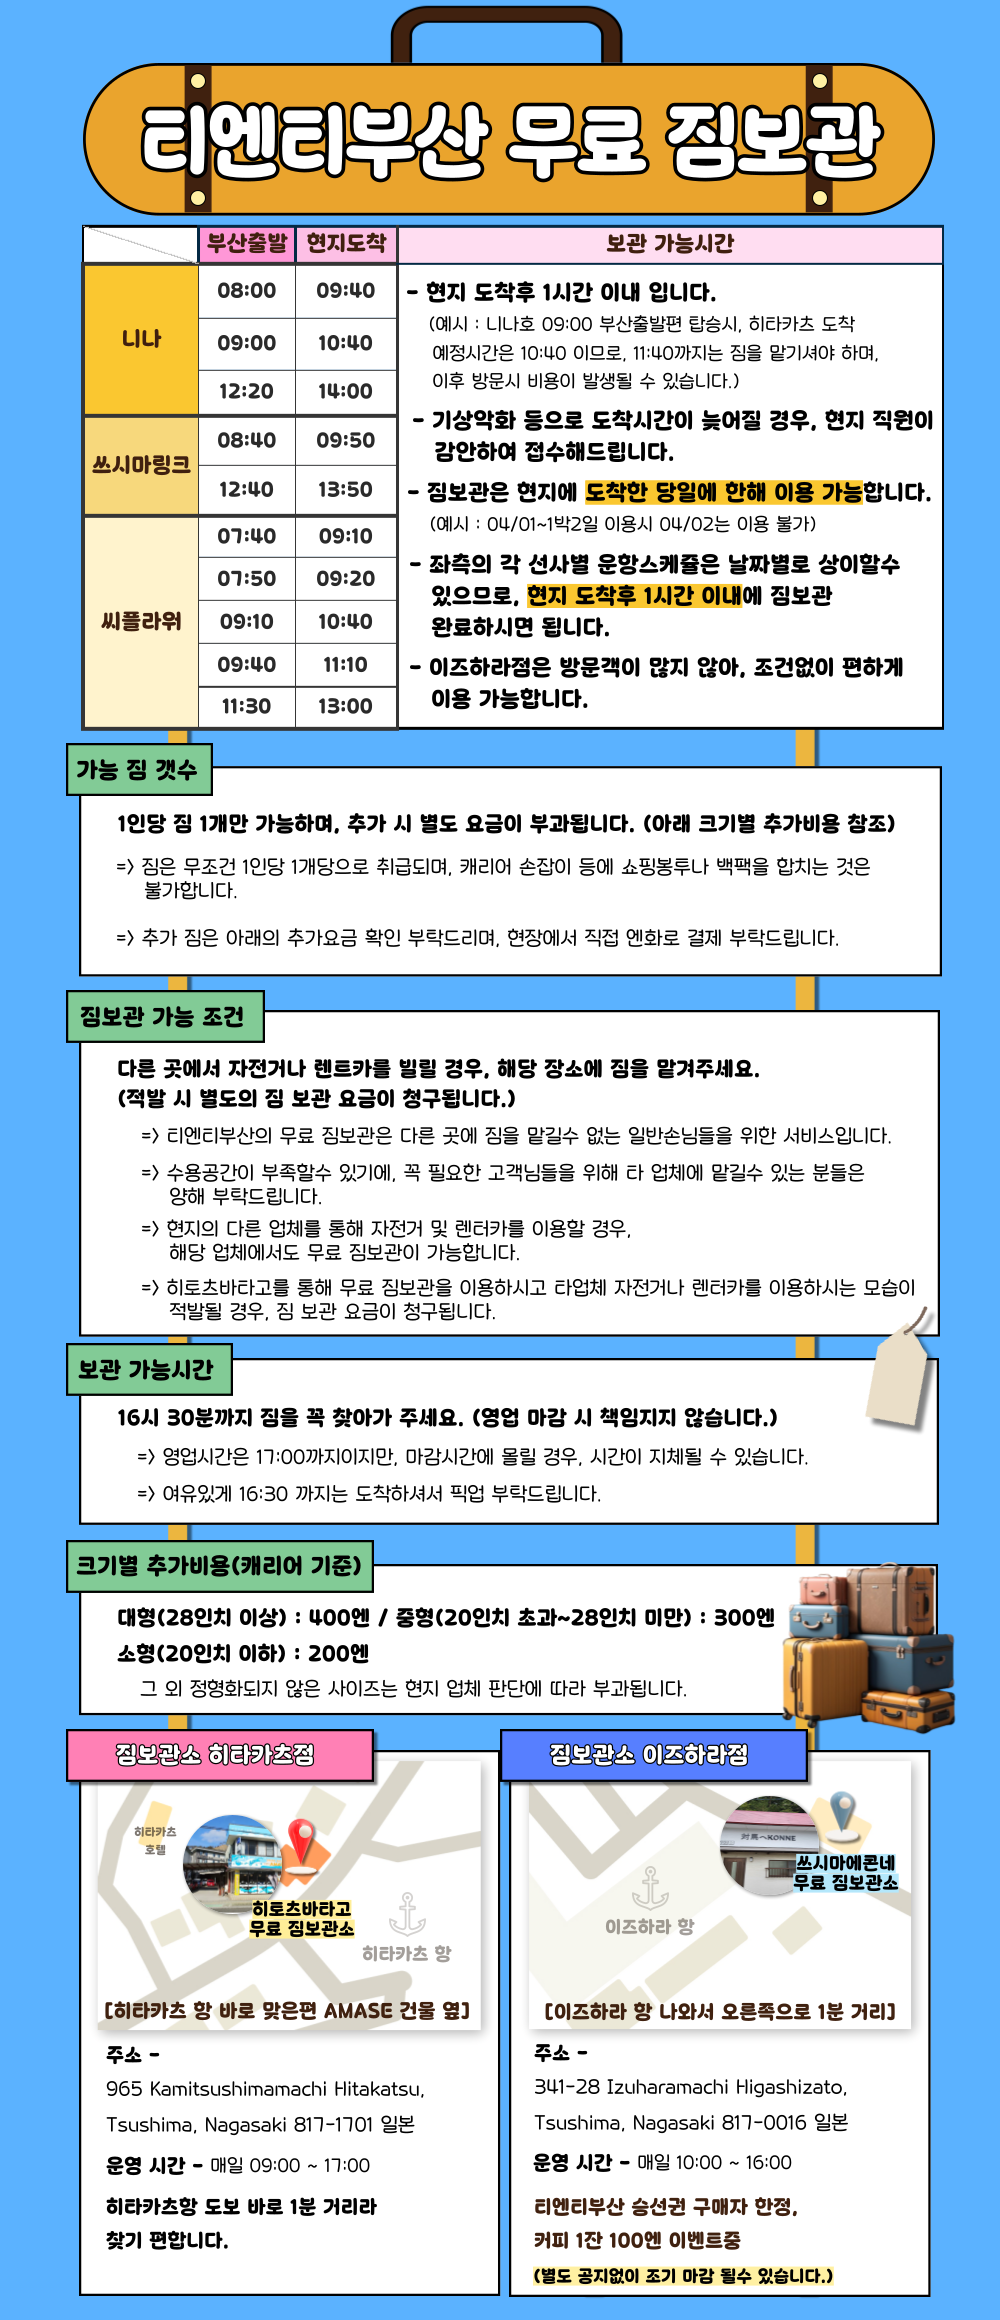 티엔티부산 무료 짐보관
부산출발 현지도착 보관 가능시간
니나
08:00 09:40
09:00 10:40
12:20 14:00
쓰시마링크
08:40 09:50
12:40 13:50
씨플라워
07:40 09:10
07:50 09:20
09:10 10:40
09:40 11:10
11:30 13:00
- 현지 도착후 1시간 이내 입니다.
(예시 : 니나호 09:00 부산출발편 탑승시, 히타카츠 도착
예정시간은 10:40 이므로, 11:40까지는 짐을 맡기셔야 하며,
이후 방문시 비용이 발생될 수 있습니다.)
- 기상악화 등으로 도착시간이 늦어질 경우, 현지 직원이
감안하여 접수해드립니다.
- 짐보관은 현지에 도착한 당일에 한해 이용 가능합니다.
(예시 : 04/01~1박2일 이용시 04/02는 이용 불가)
- 좌측의 각 선사별 운항스케쥴은 날짜별로 상이할수
있으므로, 현지 도착후 1시간 이내에 짐보관
완료하시면 됩니다.
- 이즈하라점은 방문객이 많지 않아, 조건없이 편하게
이용 가능합니다.
가능 짐 갯수
1인당 짐 1개만 가능하며, 추가 시 별도 요금이 부과됩니다. (아래 크기별 추가비용 참조)
=> 짐은 무조건 1인당 1개당으로 취급되며, 캐리어 손잡이 등에 쇼핑봉투나 백팩을 합치는 것은
불가합니다.
=> 추가 짐은 아래의 추가요금 확인 부탁드리며, 현장에서 직접 엔화로 결제 부탁드립니다.
짐보관 가능 조건
다른 곳에서 자전거나 렌트카를 빌릴 경우, 해당 장소에 짐을 맡겨주세요.
(적발 시 별도의 짐 보관 요금이 청구됩니다.)
=> 티엔티부산의 무료 짐보관은 다른 곳에 짐을 맡길수 없는 일반손님들을 위한 서비스입니다.
=> 수용공간이 부족할수 있기에, 꼭 필요한 고객님들을 위해 타 업체에 맡길수 있는 분들은
양해 부탁드립니다.
=> 현지의 다른 업체를 통해 자전거 및 렌터카를 이용할 경우,
해당 업체에서도 무료 짐보관이 가능합니다.
=> 히토츠바타고를 통해 무료 짐보관을 이용하시고 타업체 자전거나 렌터카를 이용하시는 모습이
적발될 경우, 짐 보관 요금이 청구됩니다.
보관 가능시간
16시 30분까지 짐을 꼭 찾아가 주세요. (영업 마감 시 책임지지 않습니다.)
=> 영업시간은 17:00까지이지만, 마감시간에 몰릴 경우, 시간이 지체될 수 있습니다.
=> 여유있게 16:30 까지는 도착하셔서 픽업 부탁드립니다.
크기별 추가비용(캐리어 기준)
대형(28인치 이상) : 400엔 / 중형(20인치 초과~28인치 미만) : 300엔
소형(20인치 이하) : 200엔
그 외 정형화되지 않은 사이즈는 현지 업체 판단에 따라 부과됩니다.
짐보관소 히타카츠점
히타카츠
호텔
히토츠바타고
무료 짐보관소
히타카츠 항
[히타카츠 항 바로 맞은편 AMASE 건물 옆]
주소 -
965 Kamitsushimamachi Hitakatsu,
Tsushima, Nagasaki 817-1701 일본
운영 시간 - 매일 09:00 ~ 17:00
히타카츠항 도보 바로 1분 거리라
찾기 편합니다.
짐보관소 이즈하라점
対馬へKONNE
쓰시마에콘네
무료 짐보관소
이즈하라 항
[이즈하라 항 나와서 오른쪽으로 1분 거리]
주소 -
341-28 Izuharamachi Higashizato,
Tsushima, Nagasaki 817-0016 일본
운영 시간 - 매일 10:00 ~ 16:00
티엔티부산 승선권 구매자 한정,
커피 1잔 100엔 이벤트중
(별도 공지없이 조기 마감 될수 있습니다.)